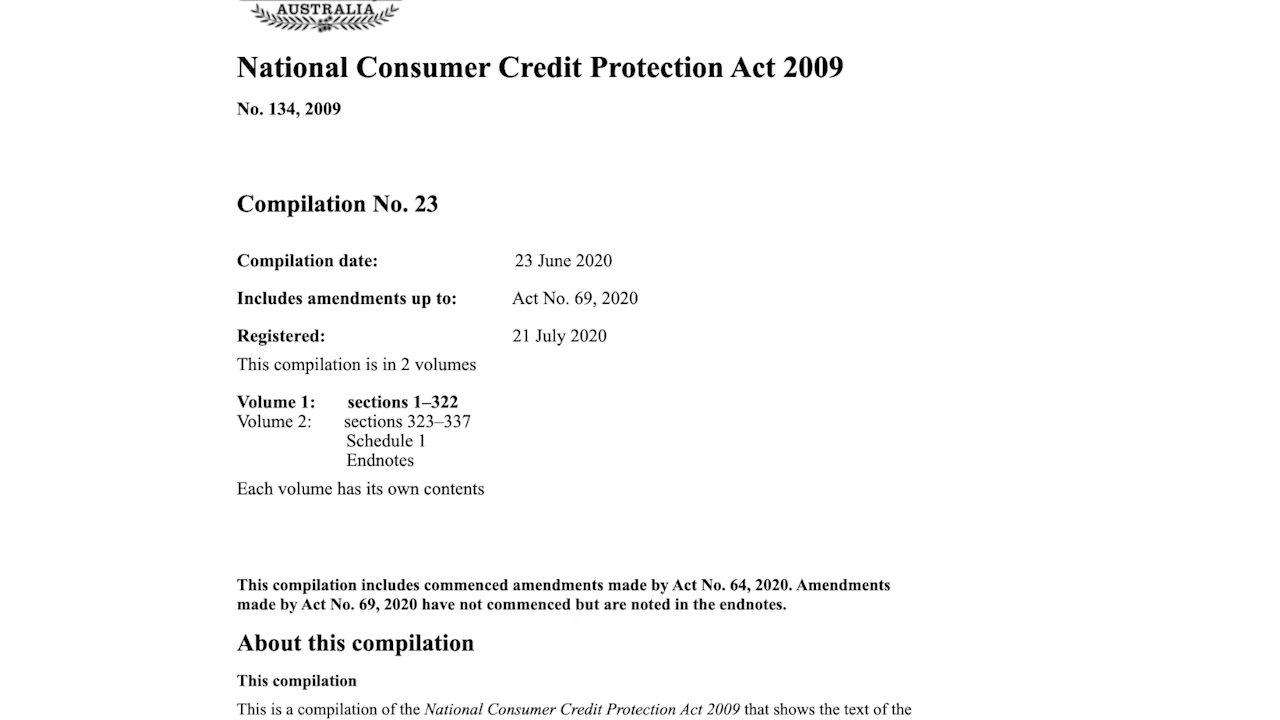 AUSTRALIA
National Consumer Credit Protection Act 2009
No. 134, 2009
Compilation No. 23
Compilation date: 23 June 2020
Includes amendments up to: Act No. 69, 2020
Registered: 21 July 2020
This compilation is in 2 volumes
Volume 1: sections 1–322
Volume 2: sections 323–337
Schedule 1
Endnotes
Each volume has its own contents
This compilation includes commenced amendments made by Act No. 64, 2020. Amendments
made by Act No. 69, 2020 have not commenced but are noted in the endnotes.
About this compilation
This compilation
This is a compilation of the National Consumer Credit Protection Act 2009 that shows the text of the